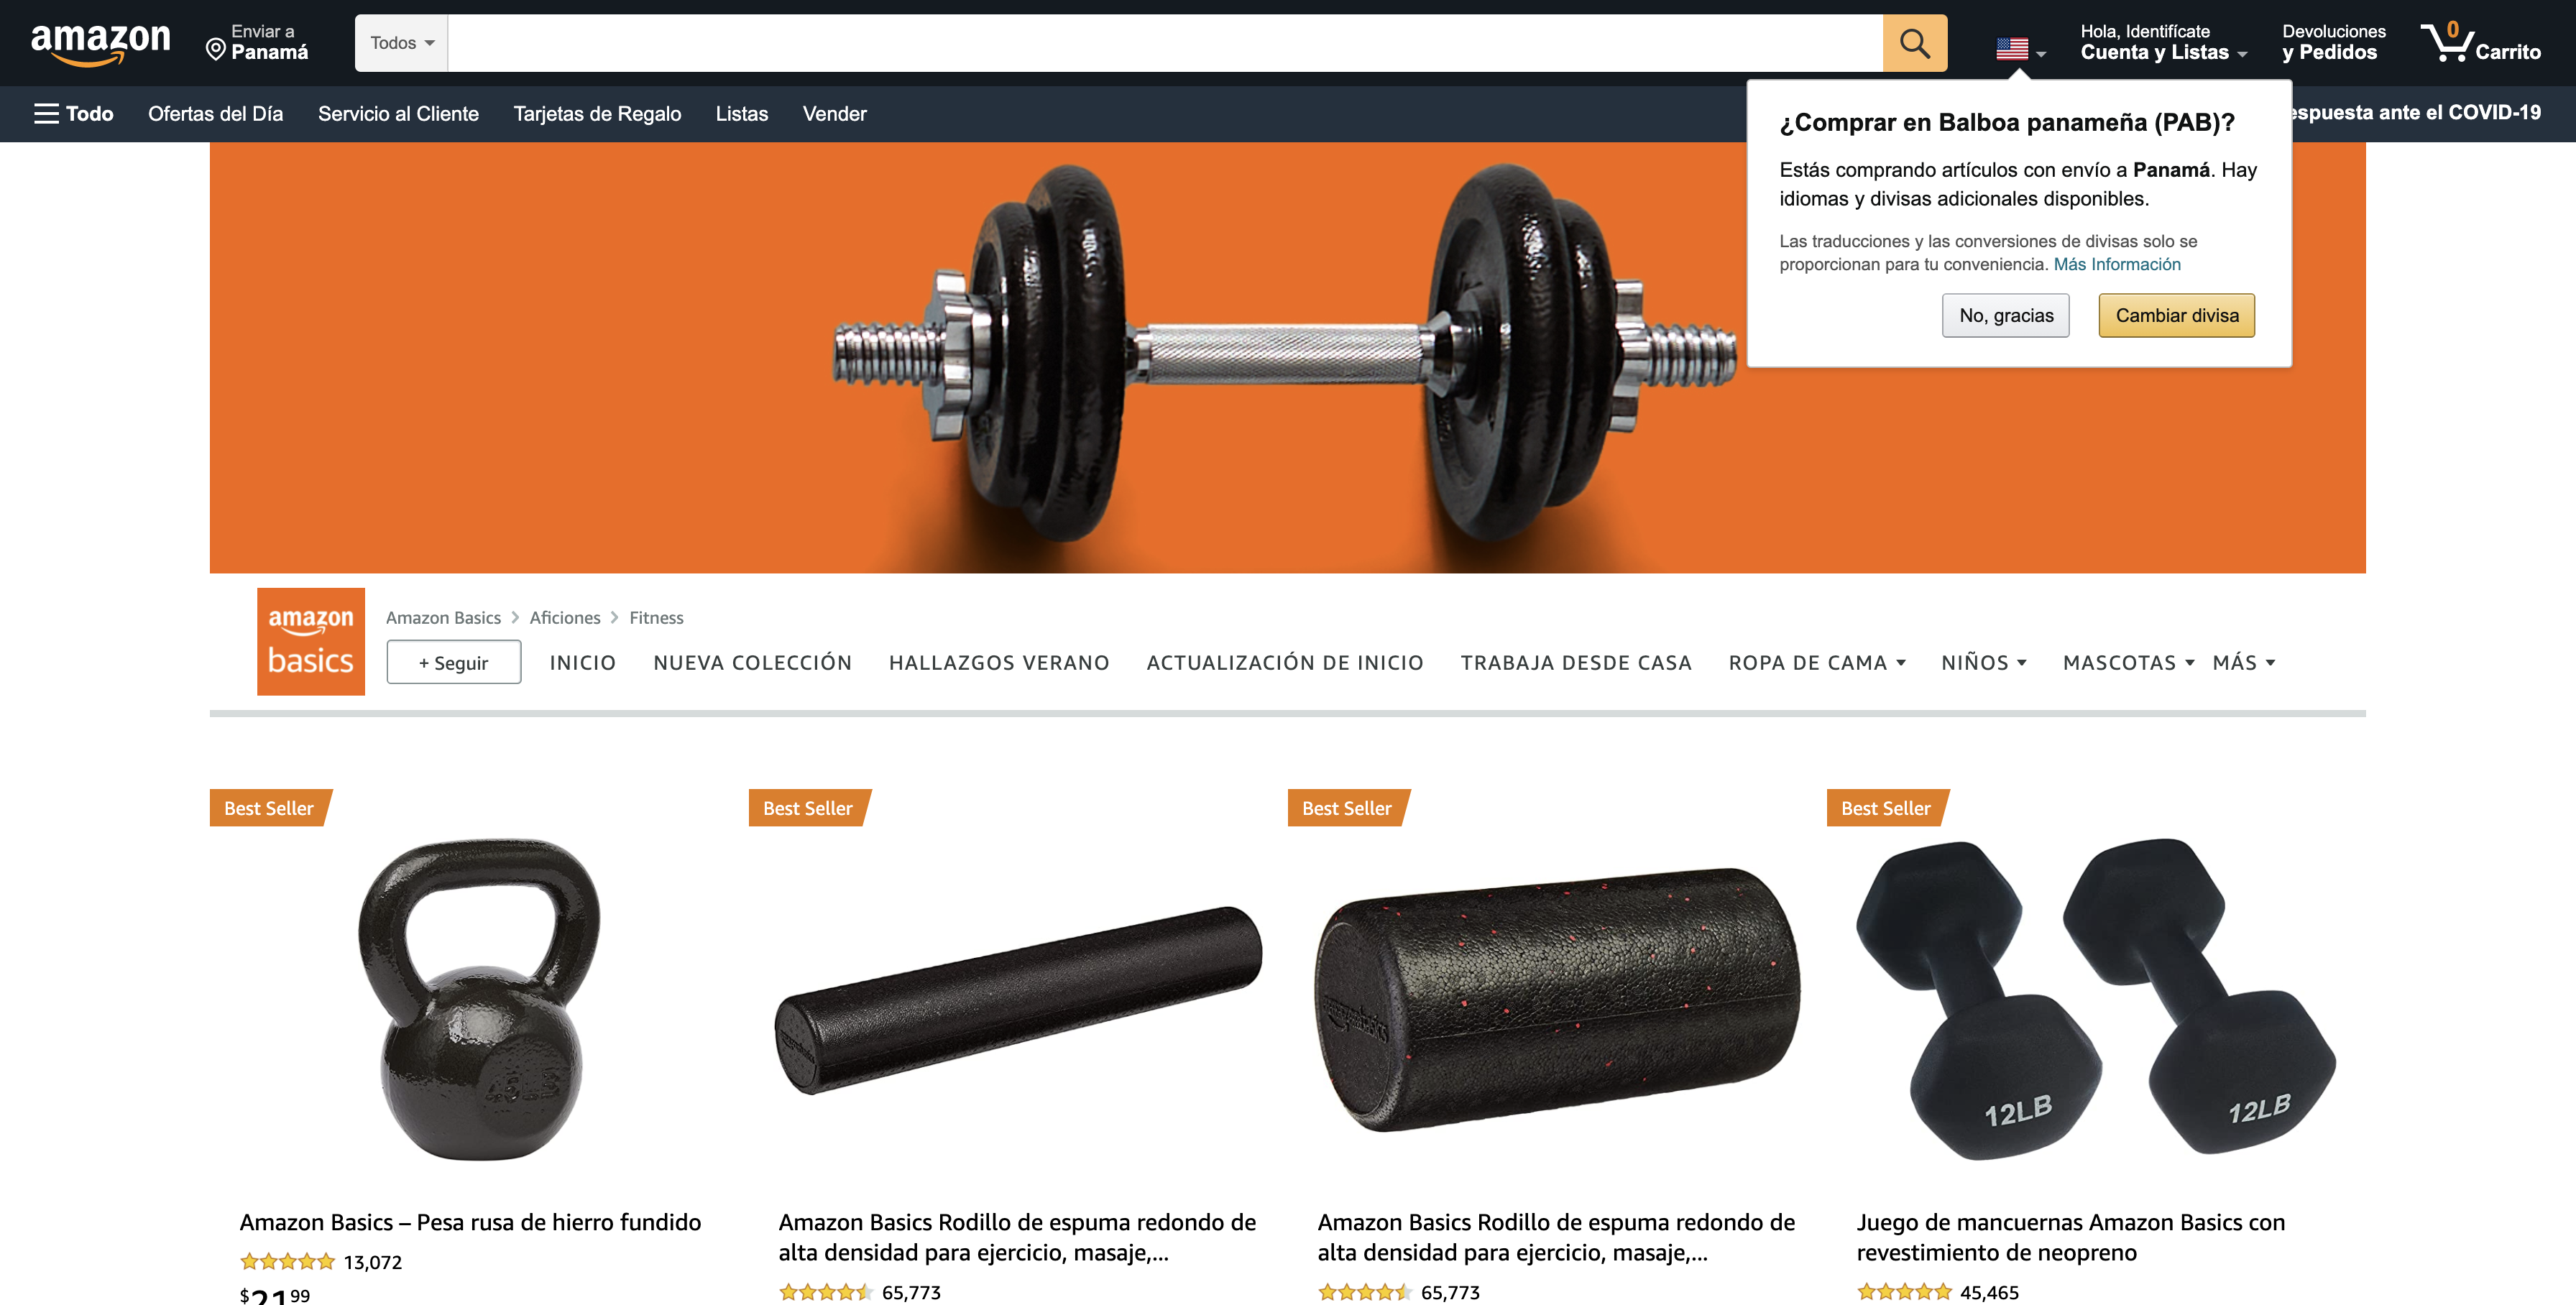 amazon
Enviar a
Panamá
Todos
Hola, Identifícate
Cuenta y Listas
Devoluciones
y Pedidos
0
Carrito
Todo
Ofertas del Día
Servicio al Cliente
Tarjetas de Regalo
Listas
Vender
espuesta ante el COVID-19
¿Comprar en Balboa panameña (PAB)?
Estás comprando artículos con envío a Panamá. Hay
idiomas y divisas adicionales disponibles.
Las traducciones y las conversiones de divisas solo se
proporcionan para tu conveniencia. Más Información
No, gracias
Cambiar divisa
amazon
basics
Amazon Basics > Aficiones > Fitness
+ Seguir
INICIO
NUEVA COLECCIÓN
HALLAZGOS VERANO
ACTUALIZACIÓN DE INICIO
TRABAJA DESDE CASA
ROPA DE CAMA
NIÑOS
MASCOTAS
MÁS
Best Seller
Best Seller
Best Seller
Best Seller
12LB
12LB
Amazon Basics – Pesa rusa de hierro fundido
13,072
$21.99
Amazon Basics Rodillo de espuma redondo de
alta densidad para ejercicio, masaje,...
65,773
Amazon Basics Rodillo de espuma redondo de
alta densidad para ejercicio, masaje,...
65,773
Juego de mancuernas Amazon Basics con
revestimiento de neopreno
45,465